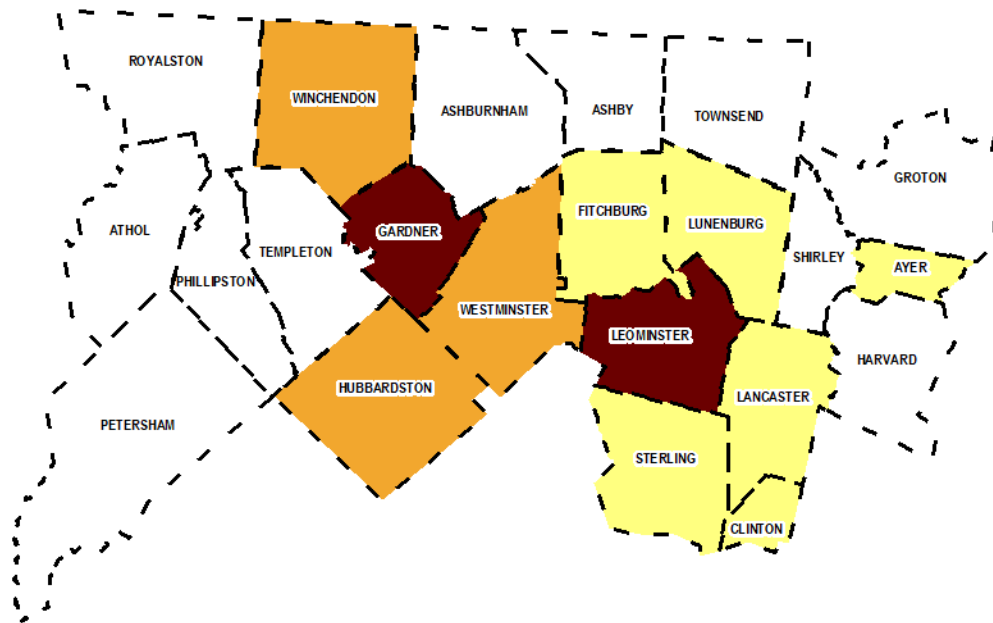 ROYALSTON
WINCHENDON
ASHBURNHAM
ASHBY
TOWNSEND
GROTON
ATHOL
GARDNER
FITCHBURG
LUNENBURG
TEMPLETON
SHIRLEY
AYER
PHILLIPSTON
WESTMINSTER
LEOMINSTER
HARVARD
HUBBARDSTON
LANCASTER
PETERSHAM
STERLING
CLINTON